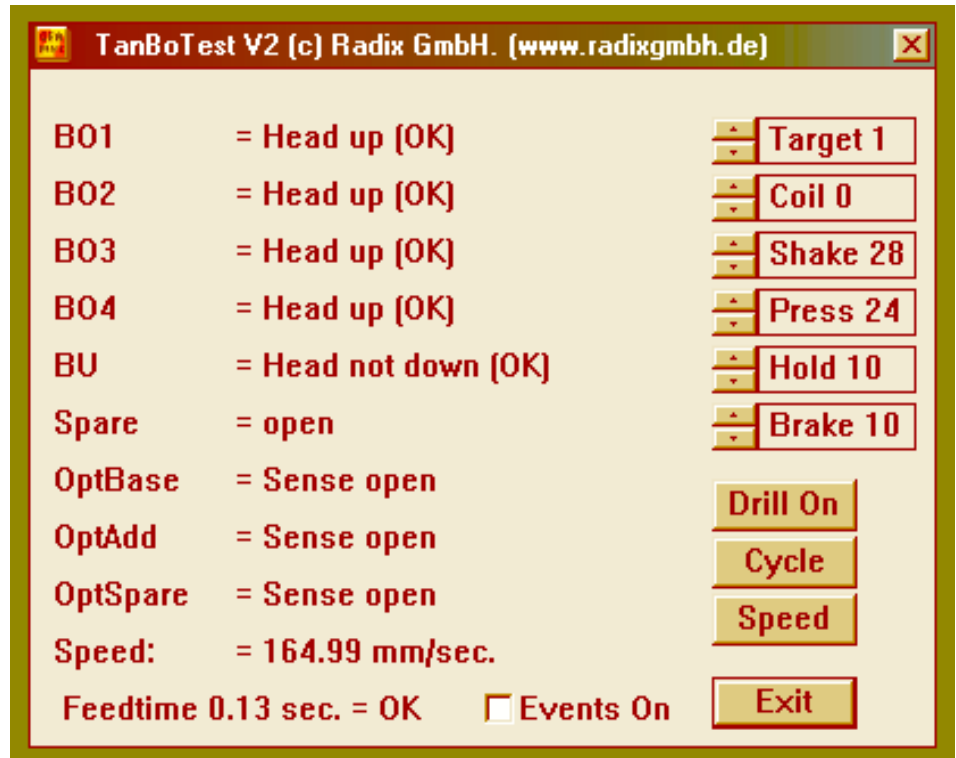 TanBoTest V2 (c) Radix GmbH. (www.radixgmbh.de)
BO1 = Head up (OK) Target 1
BO2 = Head up (OK) Coil 0
BO3 = Head up (OK) Shake 28
BO4 = Head up (OK) Press 24
BU = Head not down (OK) Hold 10
Spare = open Brake 10
OptBase = Sense open
Drill On
OptAdd = Sense open
Cycle
OptSpare = Sense open
Speed
Speed: = 164.99 mm/sec.
Feedtime 0.13 sec. = OK Events On Exit